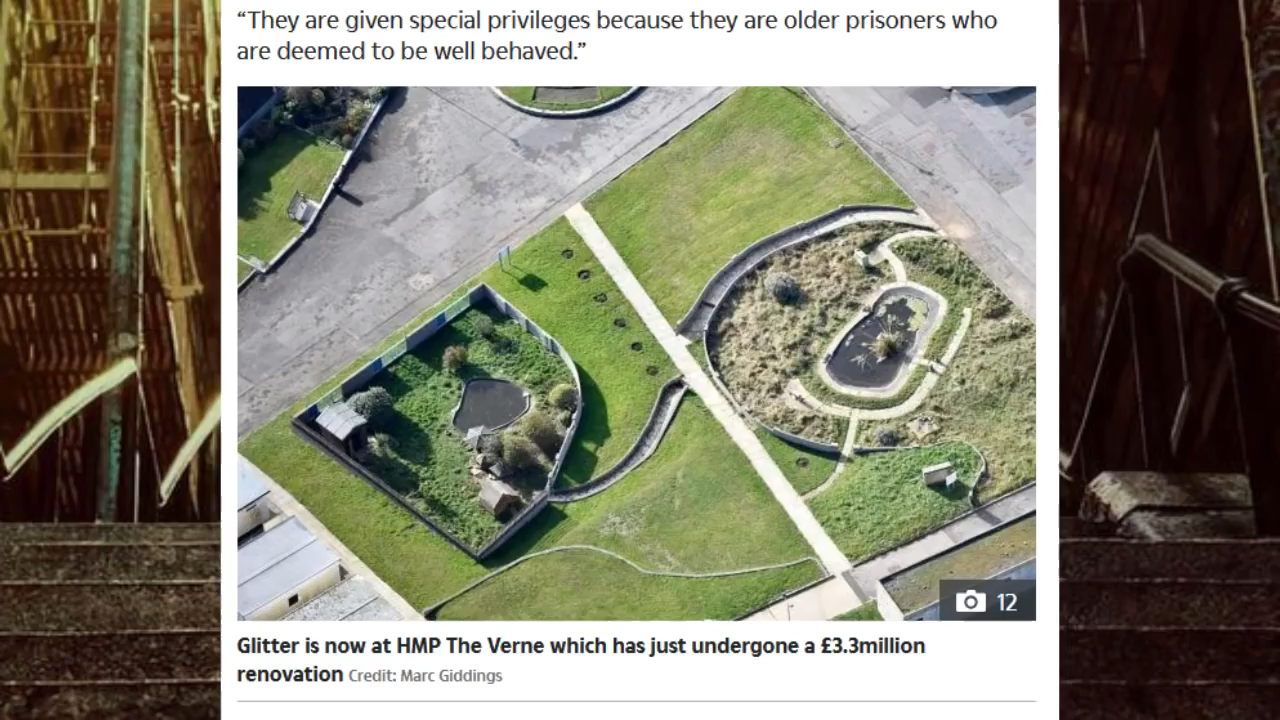 “They are given special privileges because they are older prisoners who
are deemed to be well behaved.”
12
Glitter is now at HMP The Verne which has just undergone a £3.3million
renovation Credit: Marc Giddings